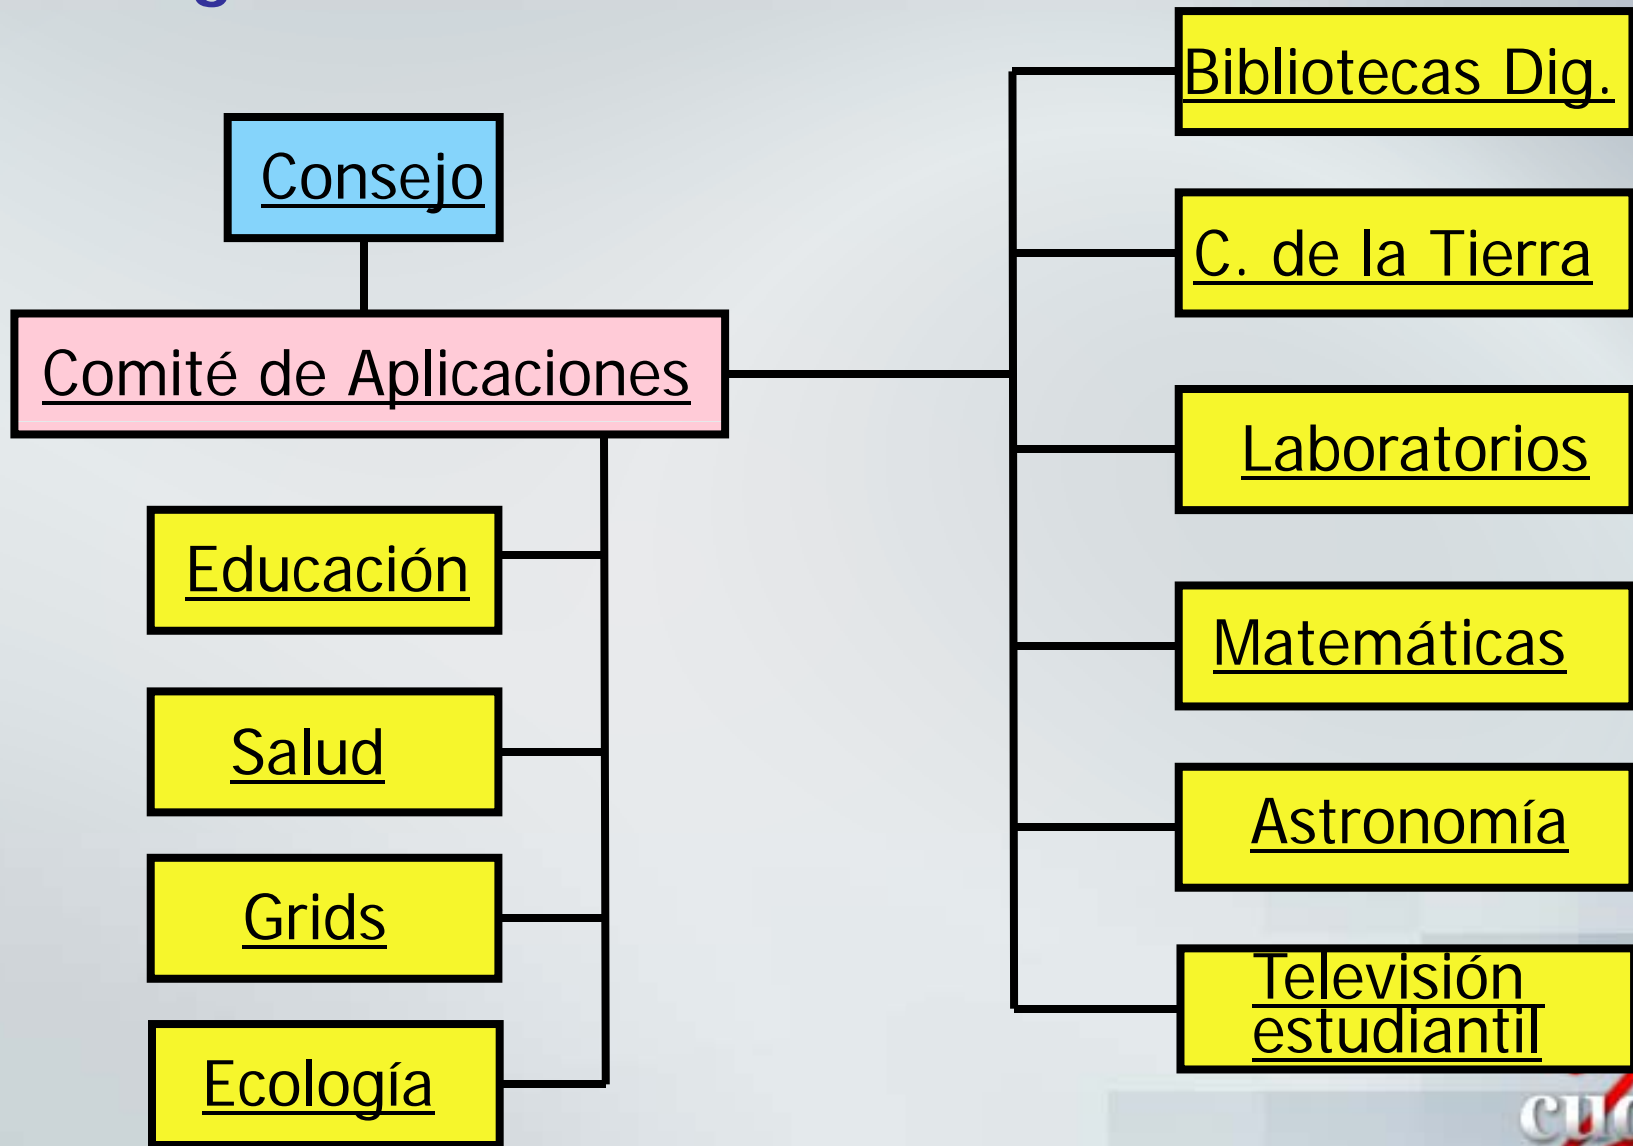 Consejo
Comité de Aplicaciones
Educación
Salud
Grids
Ecología
Bibliotecas Dig.
C. de la Tierra
Laboratorios
Matemáticas
Astronomía
Televisión
estudiantil